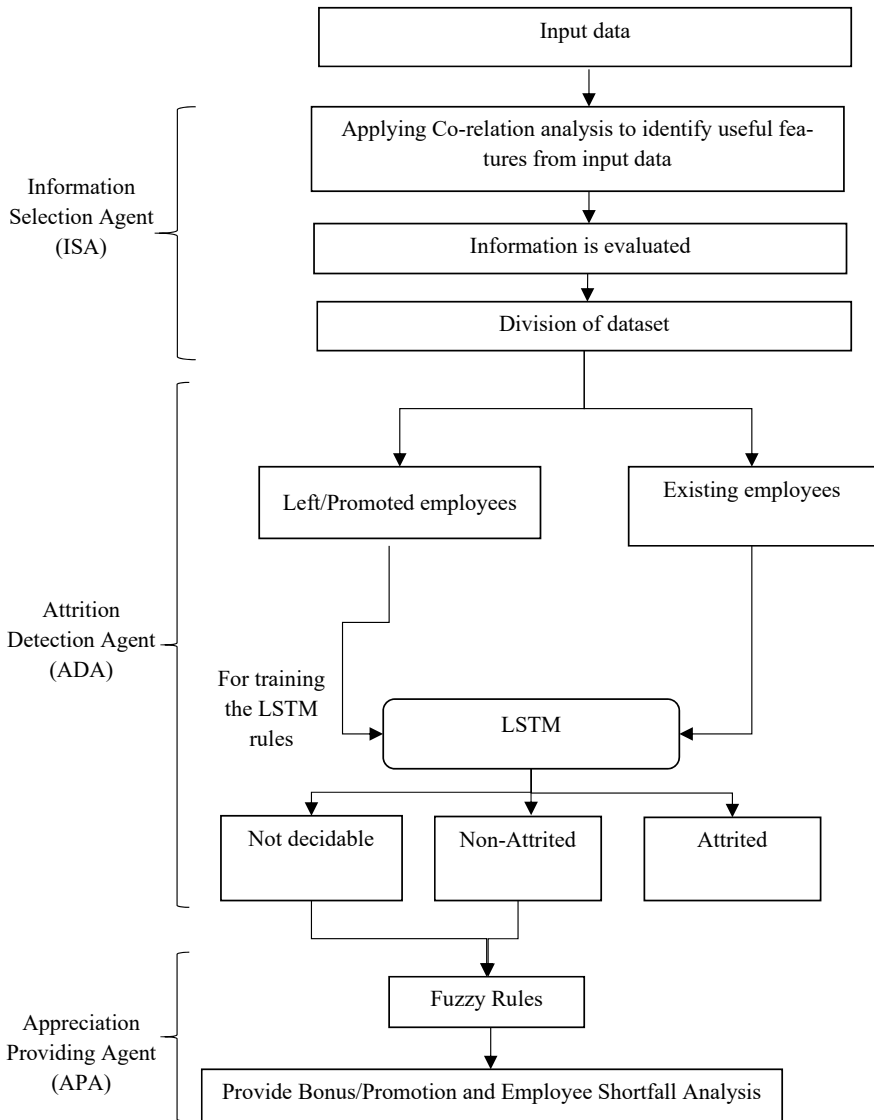 Input data
Applying Co-relation analysis to identify useful fea-
tures from input data
Information
Selection Agent
(ISA)
Information is evaluated
Division of dataset
Left/Promoted employees
Existing employees
Attrition
Detection Agent
(ADA)
For training
the LSTM
rules
LSTM
Not decidable
Non-Attrited
Attrited
Fuzzy Rules
Appreciation
Providing Agent
(APA)
Provide Bonus/Promotion and Employee Shortfall Analysis